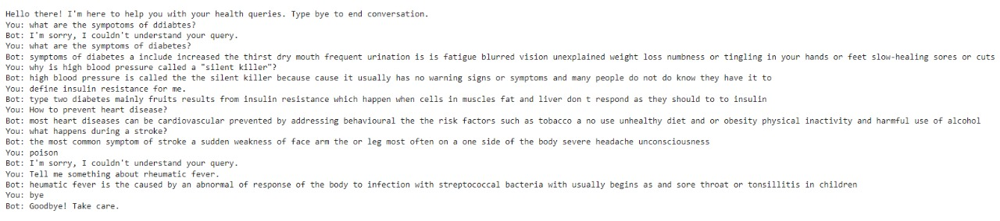 Hello there! I'm here to help you with your health queries. Type bye to end conversation.
You: what are the sympotoms of ddiabtes?
Bot: I'm sorry, I couldn't understand your query.
You: what are the symptoms of diabetes?
Bot: symptoms of diabetes a include increased the thirst dry mouth frequent urination is is fatigue blurred vision unexplained weight loss numbness or tingling in your hands or feet slow-healing sores or cuts
You: why is high blood pressure called a "silent killer"?
Bot: high blood pressure is called the the silent killer because cause it usually has no warning signs or symptoms and many people do not do know they have it to
You: define insulin resistance for me.
Bot: type two diabetes mainly fruits results from insulin resistance which happen when cells in muscles fat and liver don t respond as they should to to insulin
You: How to prevent heart disease?
Bot: most heart diseases can be cardiovascular prevented by addressing behavioural the the risk factors such as tobacco a no use unhealthy diet and or obesity physical inactivity and harmful use of alcohol
You: what happens during a stroke?
Bot: the most common symptom of stroke a sudden weakness of face arm the or leg most often on a one side of the body severe headache unconsciousness
You: poison
Bot: I'm sorry, I couldn't understand your query.
You: Tell me something about rheumatic fever.
Bot: heumatic fever is the caused by an abnormal of response of the body to infection with streptococcal bacteria with usually begins as and sore throat or tonsillitis in children
You: bye
Bot: Goodbye! Take care.